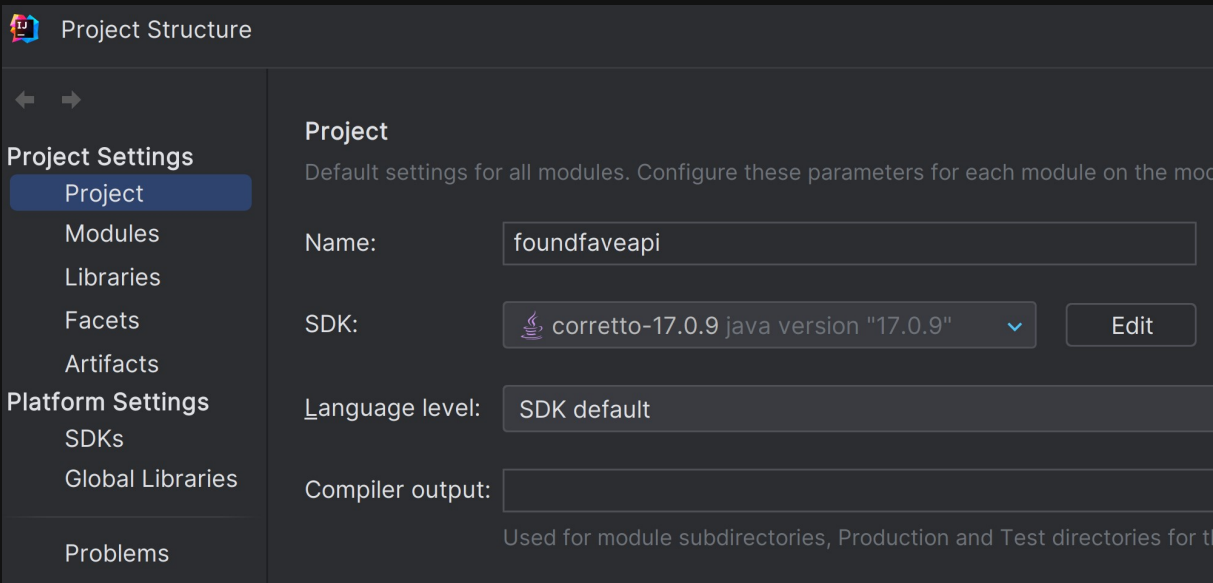 Project Structure
Project Settings
Project
Modules
Libraries
Facets
Artifacts
Platform Settings
SDKs
Global Libraries
Problems
Project
Default settings for all modules. Configure these parameters for each module on the
Name:
foundfaveapi
SDK:
corretto-17.0.9 java version "17.0.9"
Edit
Language level:
SDK default
Compiler output:
Used for module subdirectories, Production and Test directories for